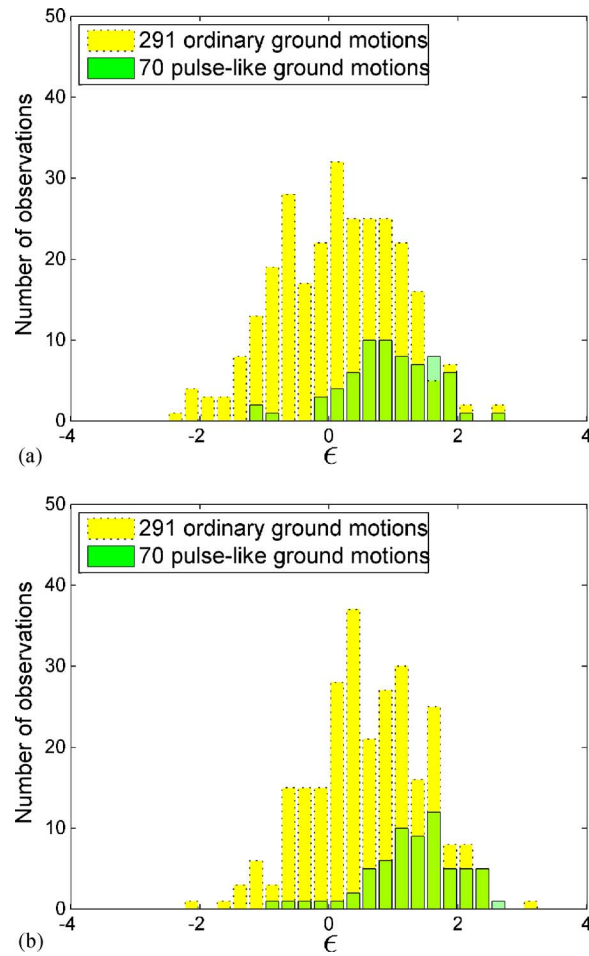 50
40
30
20
10
0
Number of observations
291 ordinary ground motions
70 pulse-like ground motions
-4 -2 0 2 4
ϵ
(a)
50
40
30
20
10
0
Number of observations
291 ordinary ground motions
70 pulse-like ground motions
-4 -2 0 2 4
ϵ
(b)